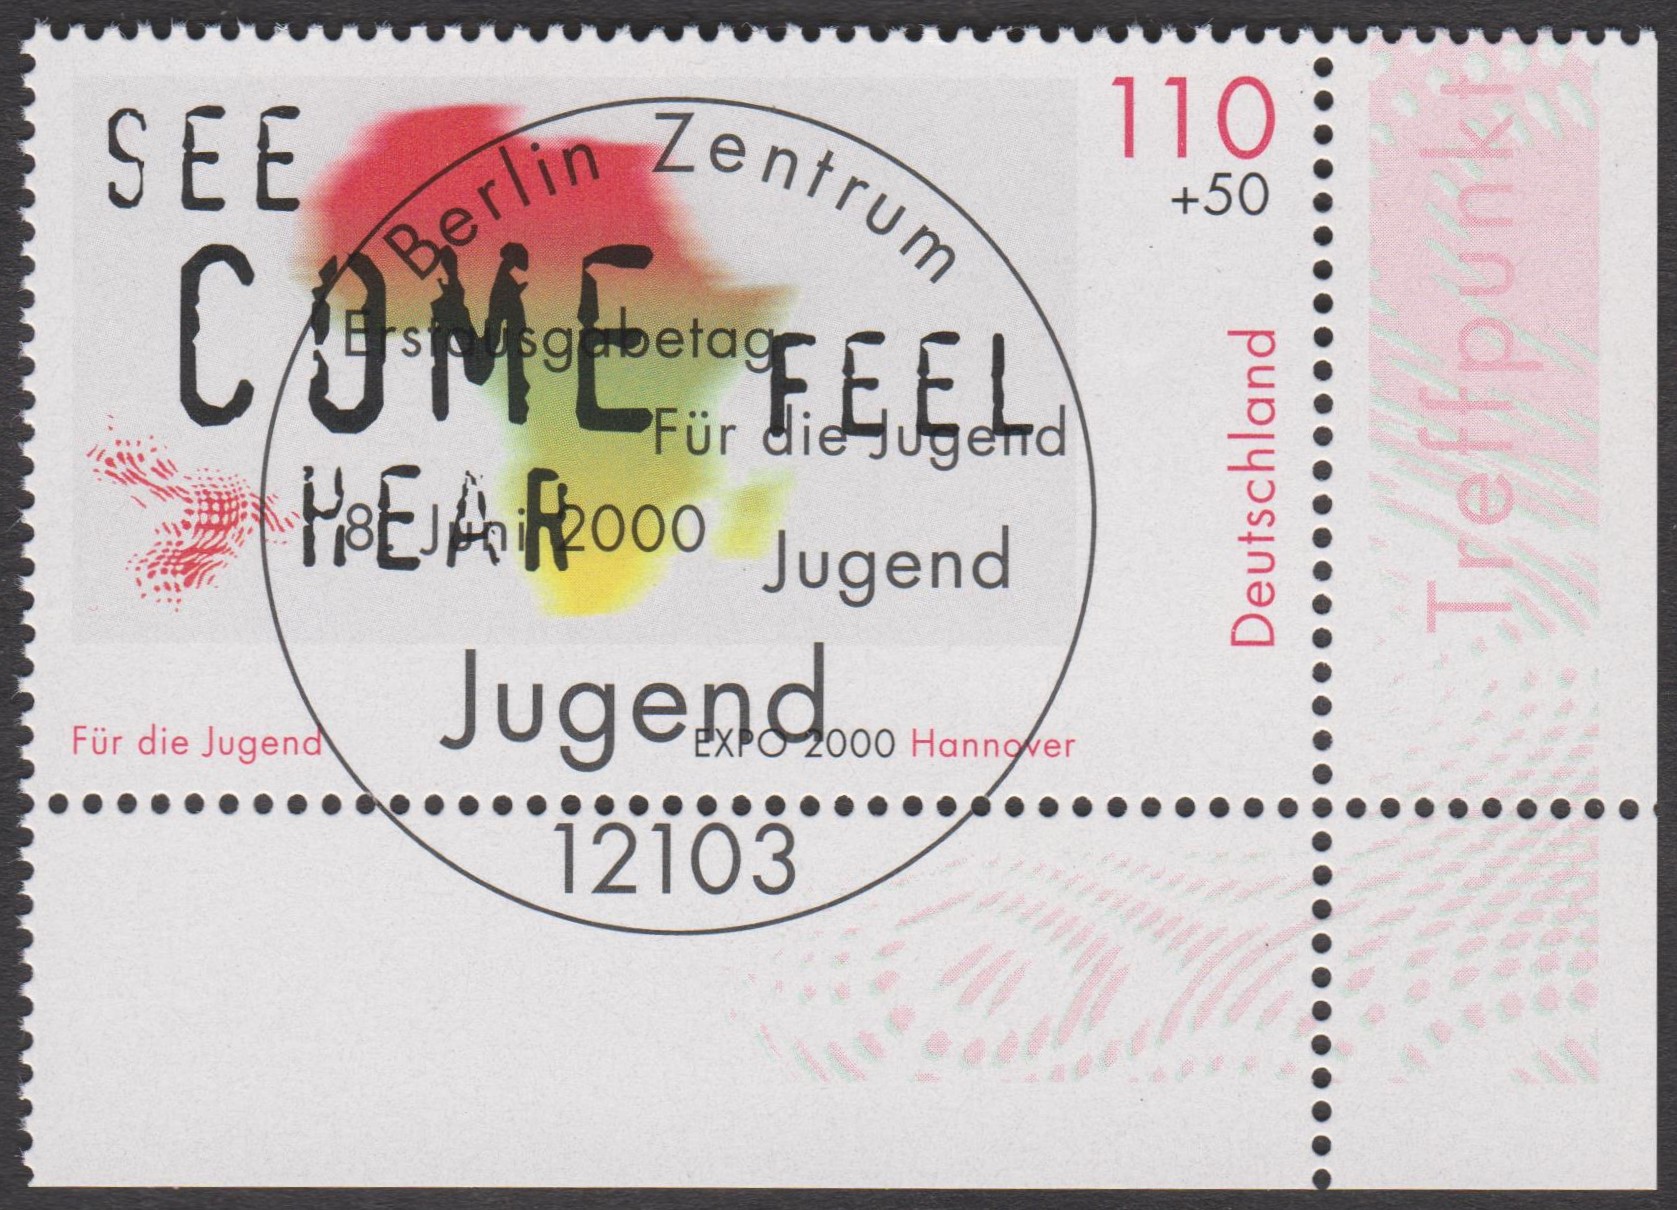 SEE
COME FEEL
HEAR
110
+50
Deutschland
Für die Jugend
EXPO 2000 Hannover
Berlin Zentrum
Erstausgabetag
Für die Jugend
8. Juni 2000
Jugend
Jugend
12103
Treffpunkt